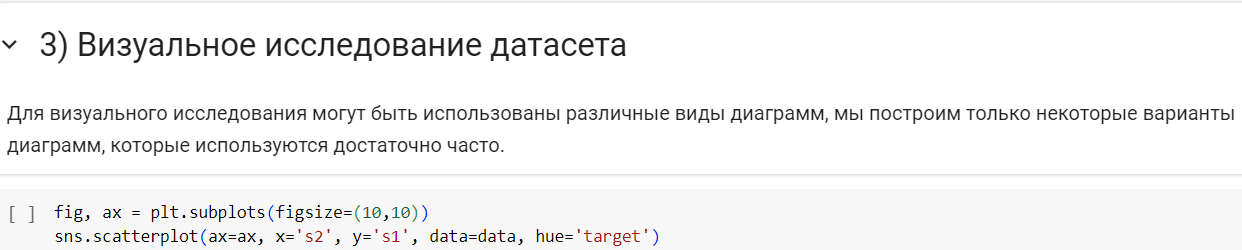 3) Визуальное исследование датасета
Для визуального исследования могут быть использованы различные виды диаграмм, мы построим только некоторые варианты
диаграмм, которые используются достаточно часто.
[ ] fig, ax = plt.subplots(figsize=(10,10))
sns.scatterplot(ax=ax, x='s2', y='s1', data=data, hue='target')